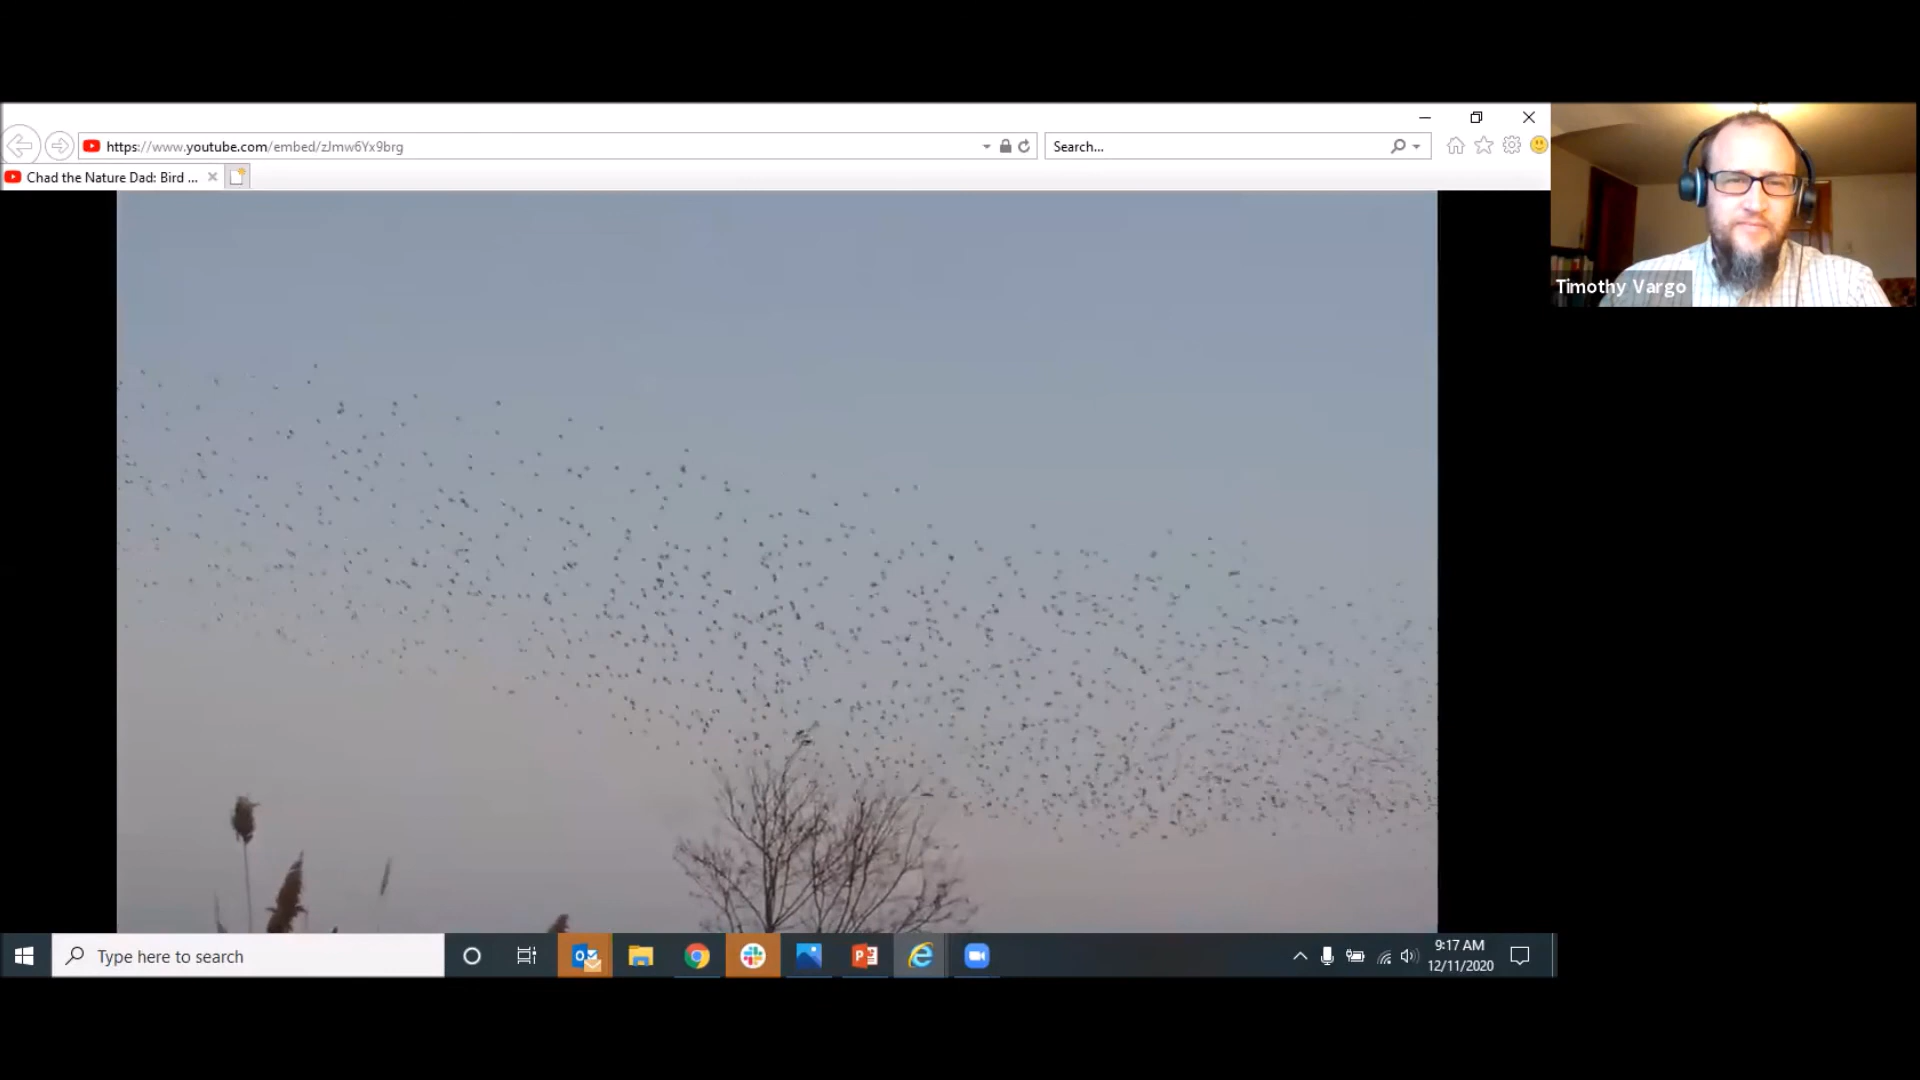 https://www.youtube.com/embed/zJmw6Yx9brg
Search...
Chad the Nature Dad: Bird ...
Timothy Vargo
Type here to search
9:17 AM
12/11/2020